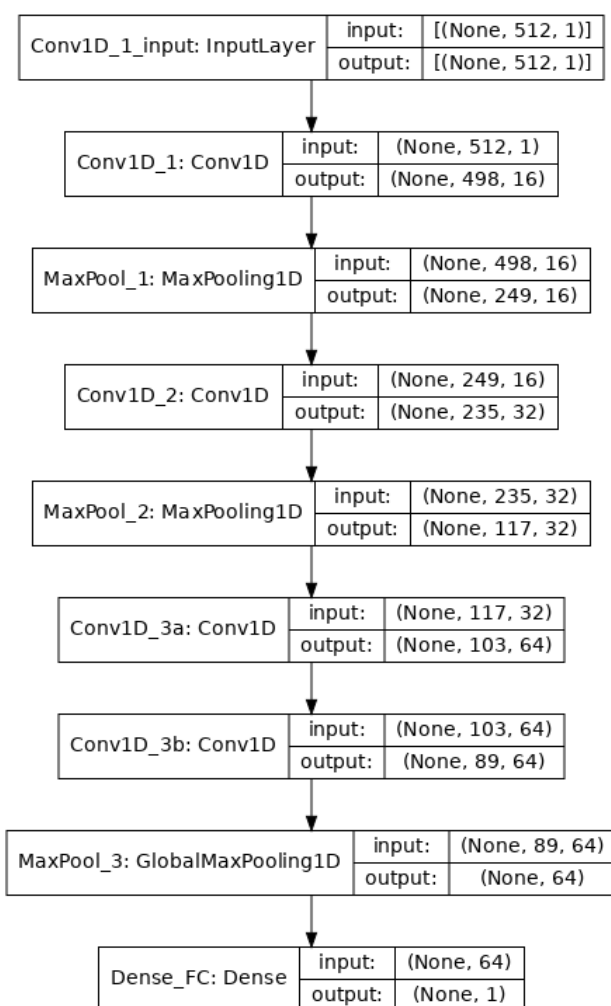 Conv1D_1_input: InputLayer
input: [(None, 512, 1)]
output: [(None, 512, 1)]
Conv1D_1: Conv1D
input: (None, 512, 1)
output: (None, 498, 16)
MaxPool_1: MaxPooling1D
input: (None, 498, 16)
output: (None, 249, 16)
Conv1D_2: Conv1D
input: (None, 249, 16)
output: (None, 235, 32)
MaxPool_2: MaxPooling1D
input: (None, 235, 32)
output: (None, 117, 32)
Conv1D_3a: Conv1D
input: (None, 117, 32)
output: (None, 103, 64)
Conv1D_3b: Conv1D
input: (None, 103, 64)
output: (None, 89, 64)
MaxPool_3: GlobalMaxPooling1D
input: (None, 89, 64)
output: (None, 64)
Dense_FC: Dense
input: (None, 64)
output: (None, 1)